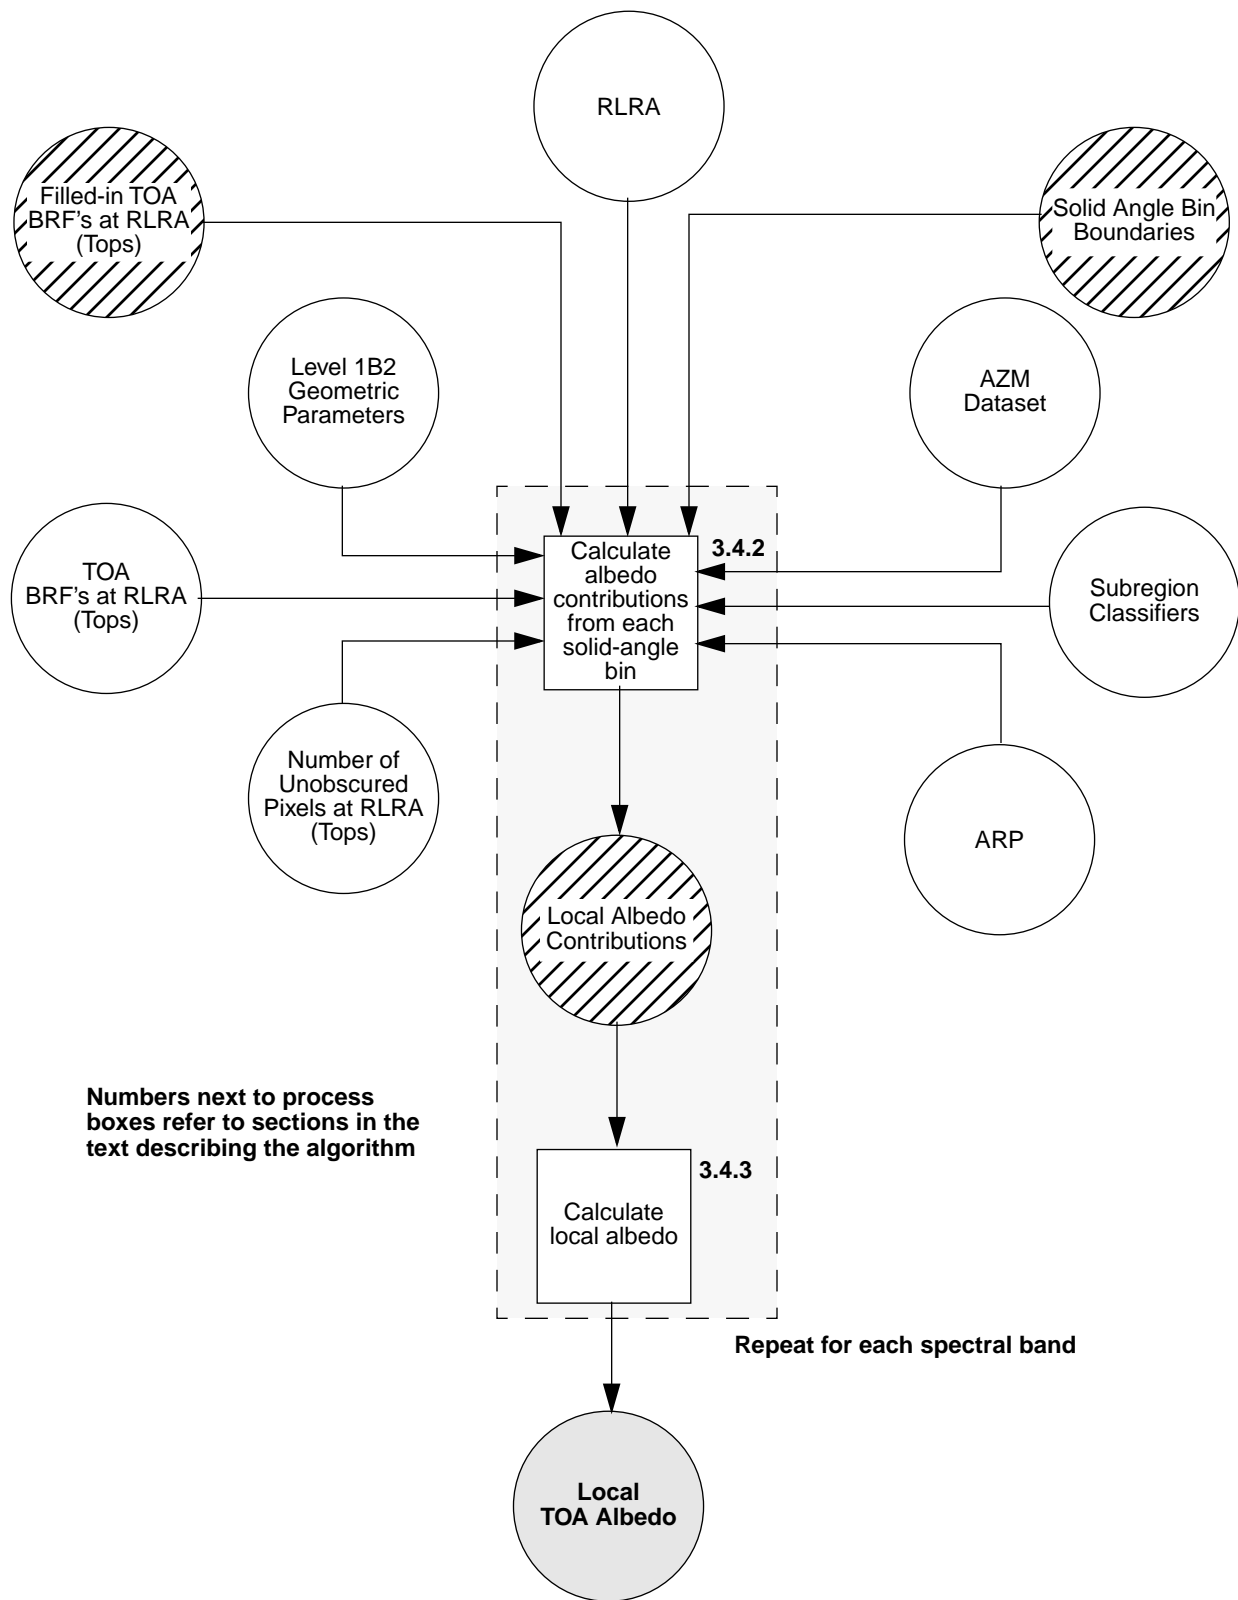 RLRA
Filled-in TOA
BRF's at RLRA
(Tops)
Solid Angle Bin
Boundaries
Level 1B2
Geometric
Parameters
AZM
Dataset
TOA
BRF's at RLRA
(Tops)
Calculate
albedo
contributions
from each
solid-angle
bin
3.4.2
Subregion
Classifiers
Number of
Unobscured
Pixels at RLRA
(Tops)
ARP
Local Albedo
Contributions
Numbers next to process
boxes refer to sections in the
text describing the algorithm
3.4.3
Calculate
local albedo
Repeat for each spectral band
Local
TOA Albedo